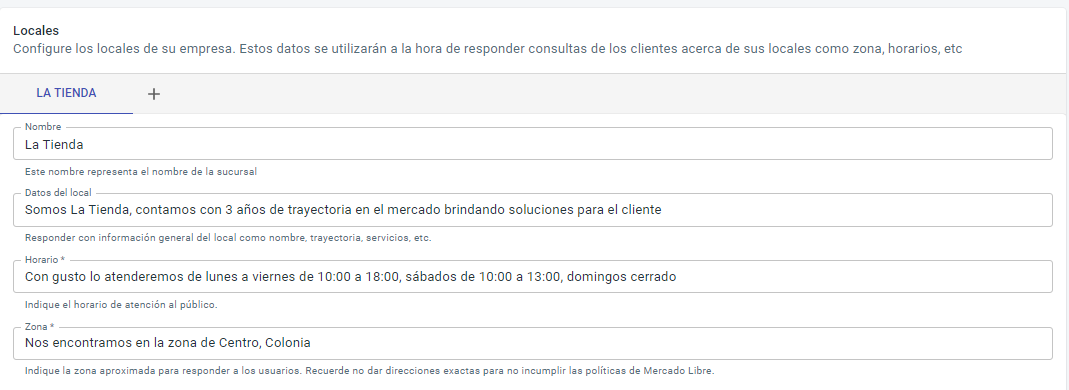 Locales
Configure los locales de su empresa. Estos datos se utilizarán a la hora de responder consultas de los clientes acerca de sus locales como zona, horarios, etc
LA TIENDA +
Nombre
La Tienda
Este nombre representa el nombre de la sucursal
Datos del local
Somos La Tienda, contamos con 3 años de trayectoria en el mercado brindando soluciones para el cliente
Responder con información general del local como nombre, trayectoria, servicios, etc.
Horario *
Con gusto lo atenderemos de lunes a viernes de 10:00 a 18:00, sábados de 10:00 a 13:00, domingos cerrado
Indique el horario de atención al público.
Zona *
Nos encontramos en la zona de Centro, Colonia
Indique la zona aproximada para responder a los usuarios. Recuerde no dar direcciones exactas para no incumplir las políticas de Mercado Libre.